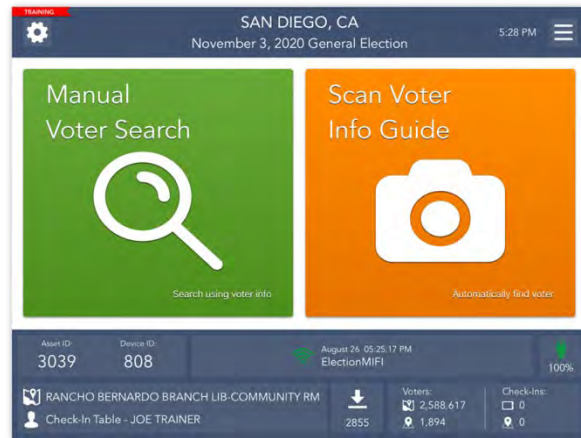 TRAINING
SAN DIEGO, CA
November 3, 2020 General Election
5:28 PM
Manual
Voter Search
Search using voter info
Scan Voter
Info Guide
Automatically find voter
Asset ID:
3039
Device ID:
808
August 26 05:25:17 PM
ElectionMIFI
100%
RANCHO BERNARDO BRANCH LIB-COMMUNITY RM
Check-In Table - JOE TRAINER
2855
Voters:
2,588,617
1,894
Check-Ins:
0
0